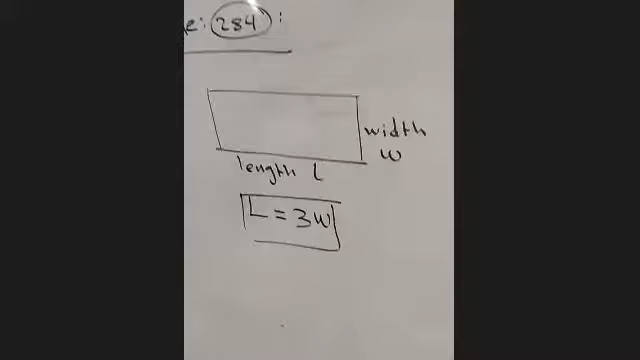 e: 284 :
width
w
length L
L = 3w